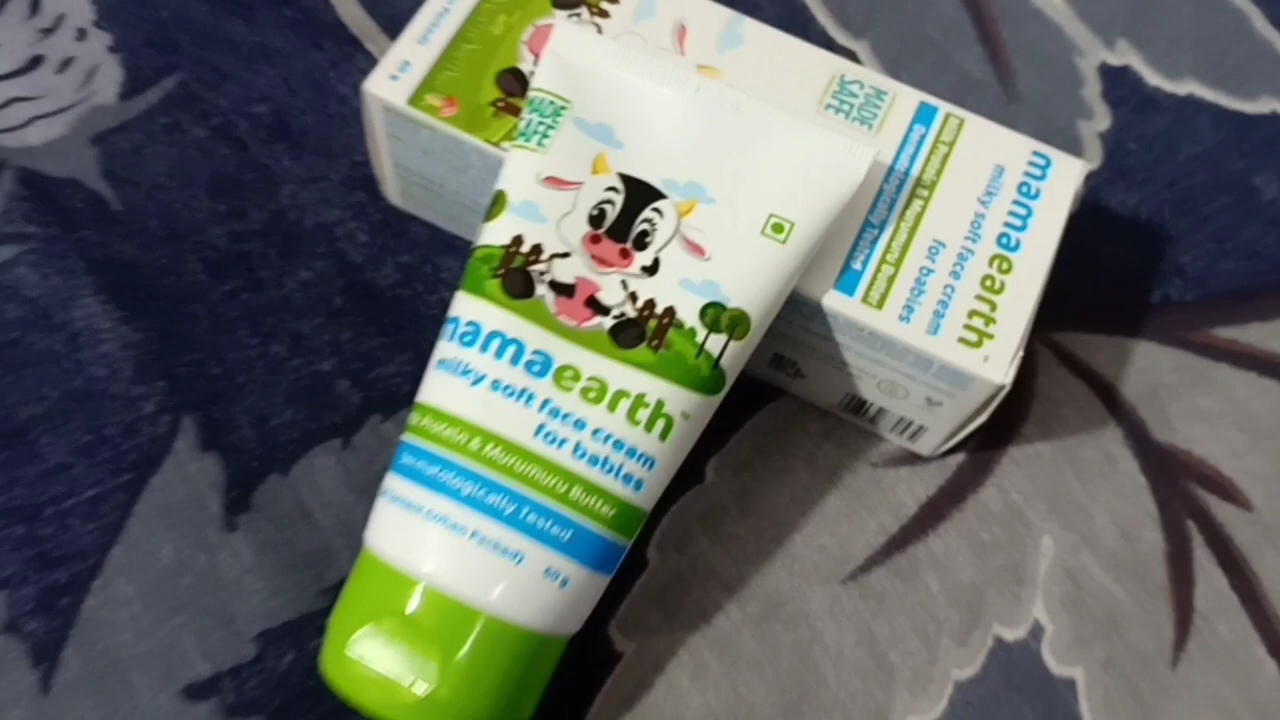 MADE
SAFE
mamaearth
milky soft face cream
for babies
Protein & Murumuru Butter
Dermatologically Tested
60 g
MADE
SAFE
mamaearth
milky soft face cream
for babies
Milk Protein & Murumuru Butter
Dermatologically Tested